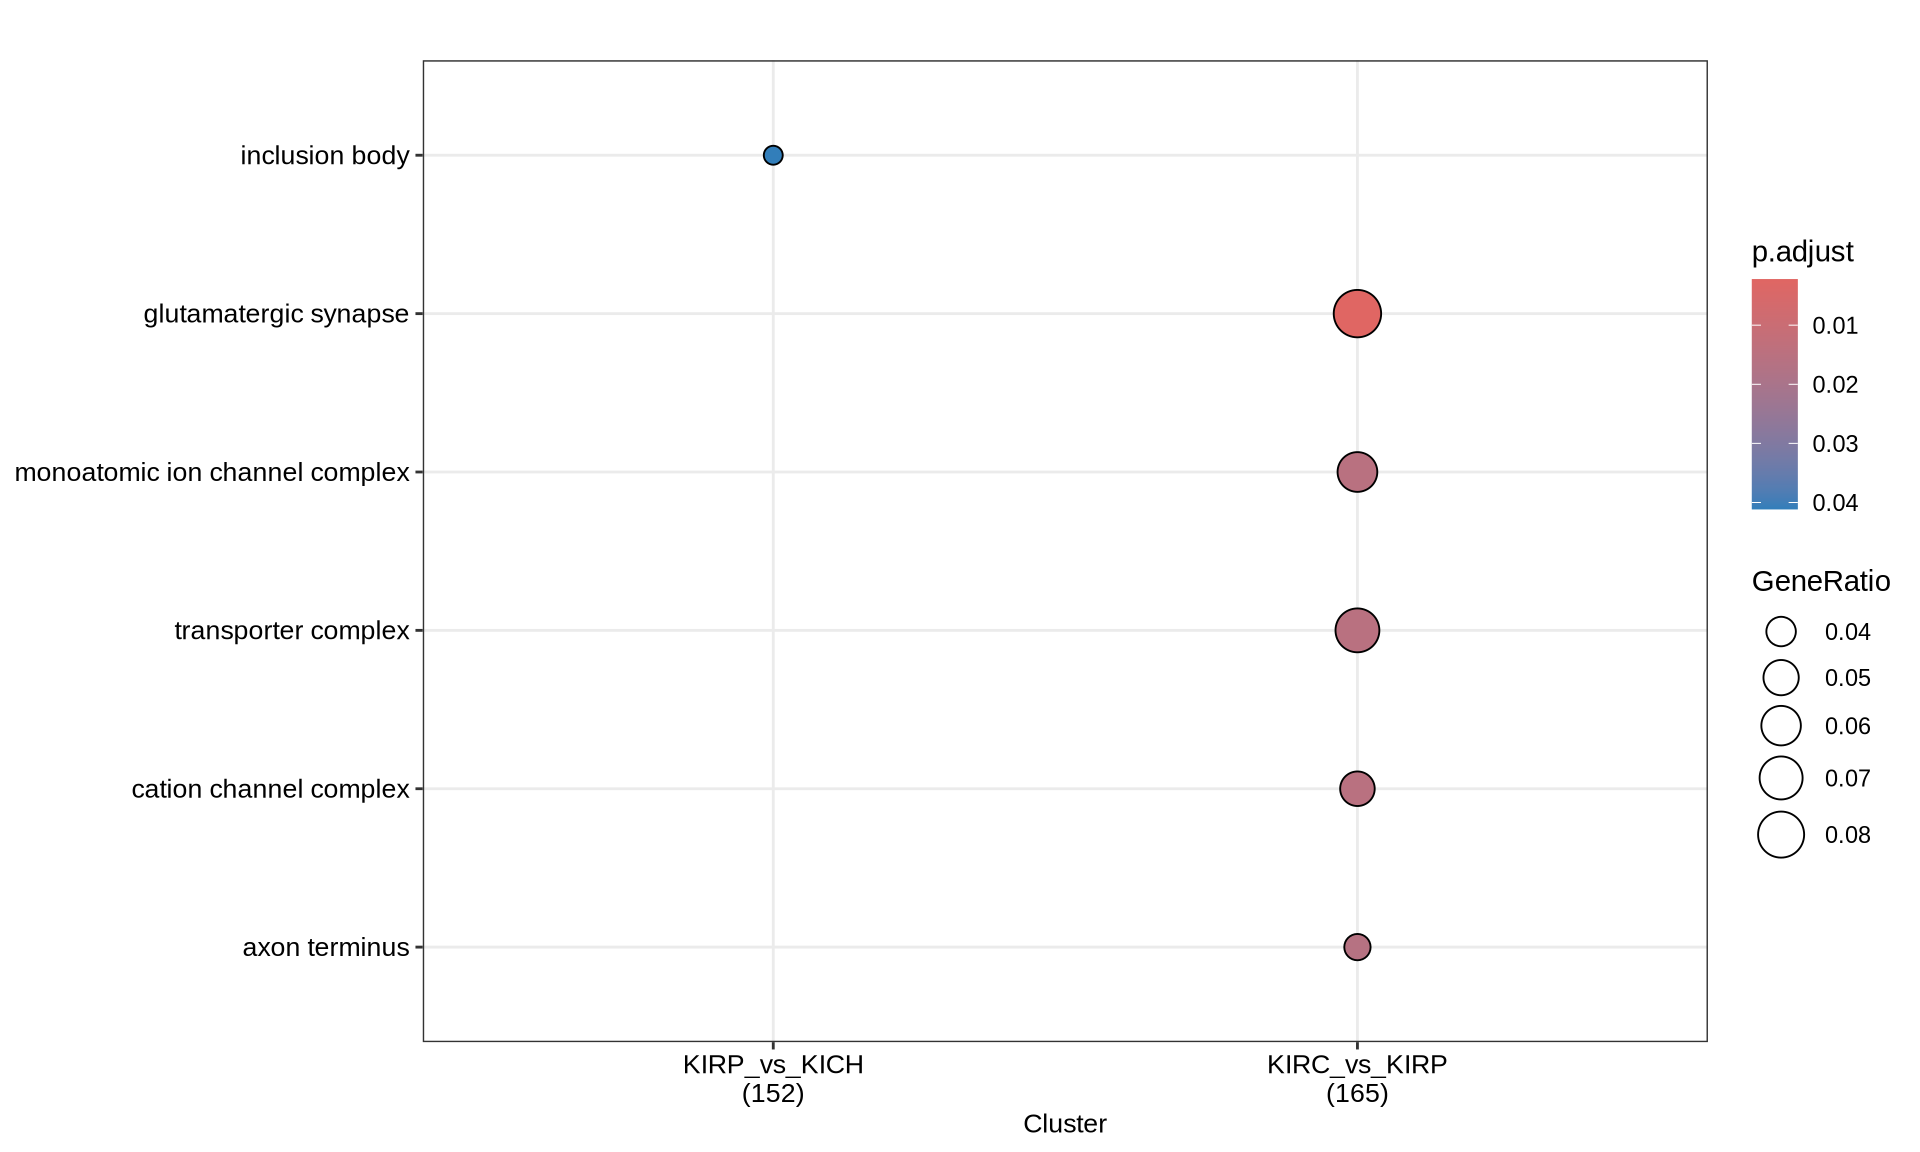 inclusion body
glutamatergic synapse
monoatomic ion channel complex
transporter complex
cation channel complex
axon terminus
KIRP_vs_KICH
(152)
KIRC_vs_KIRP
(165)
Cluster
p.adjust
0.01
0.02
0.03
0.04
GeneRatio
0.04
0.05
0.06
0.07
0.08